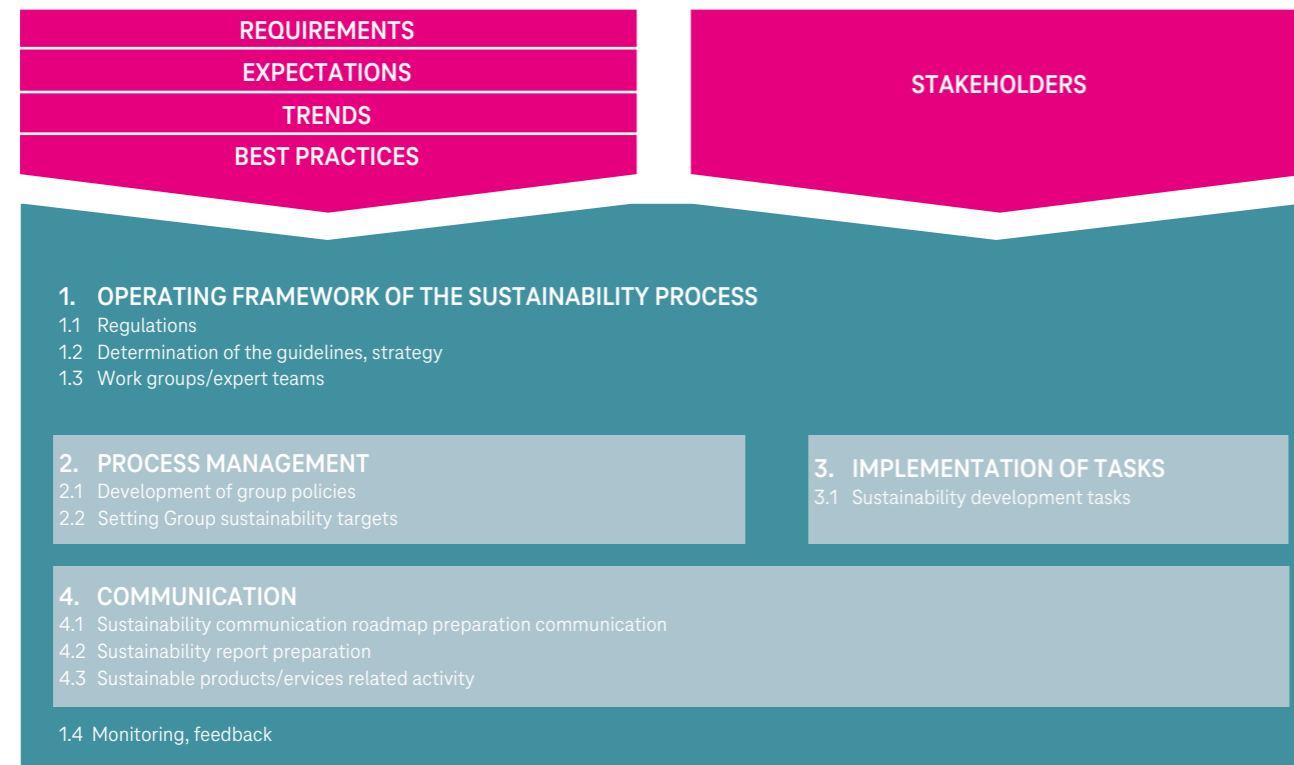 REQUIREMENTS
EXPECTATIONS
TRENDS
BEST PRACTICES
STAKEHOLDERS
1. OPERATING FRAMEWORK OF THE SUSTAINABILITY PROCESS
1.1 Regulations
1.2 Determination of the guidelines, strategy
1.3 Work groups/expert teams
2. PROCESS MANAGEMENT
2.1 Development of group policies
2.2 Setting Group sustainability targets
3. IMPLEMENTATION OF TASKS
3.1 Sustainability development tasks
4. COMMUNICATION
4.1 Sustainability communication roadmap preparation communication
4.2 Sustainability report preparation
4.3 Sustainable products/ervices related activity
1.4 Monitoring, feedback